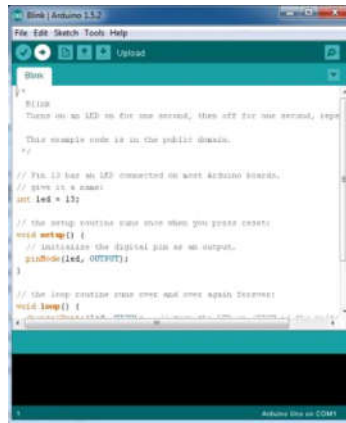 Blink | Arduino 1.5.2
File Edit Sketch Tools Help
Upload
Blink
/*
Blink
Turns on an LED on for one second, then off for one second, repe
This example code is in the public domain.
*/
// Pin 13 has an LED connected on most Arduino boards.
// give it a name:
int led = 13;
// the setup routine runs once when you press reset:
void setup() {
// initialize the digital pin as an output.
pinMode(led, OUTPUT);
}
// the loop routine runs over and over again forever:
void loop() {
1
Arduino Uno on COM1